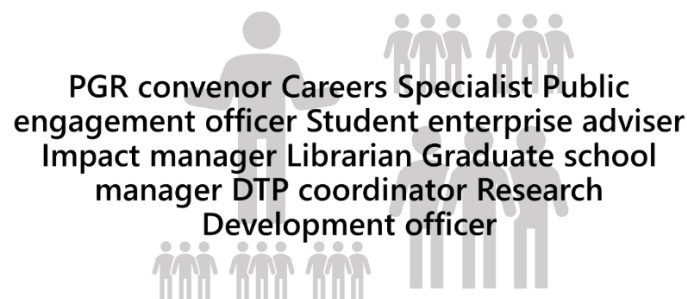 PGR convenor Careers Specialist Public
engagement officer Student enterprise adviser
Impact manager Librarian Graduate school
manager DTP coordinator Research
Development officer